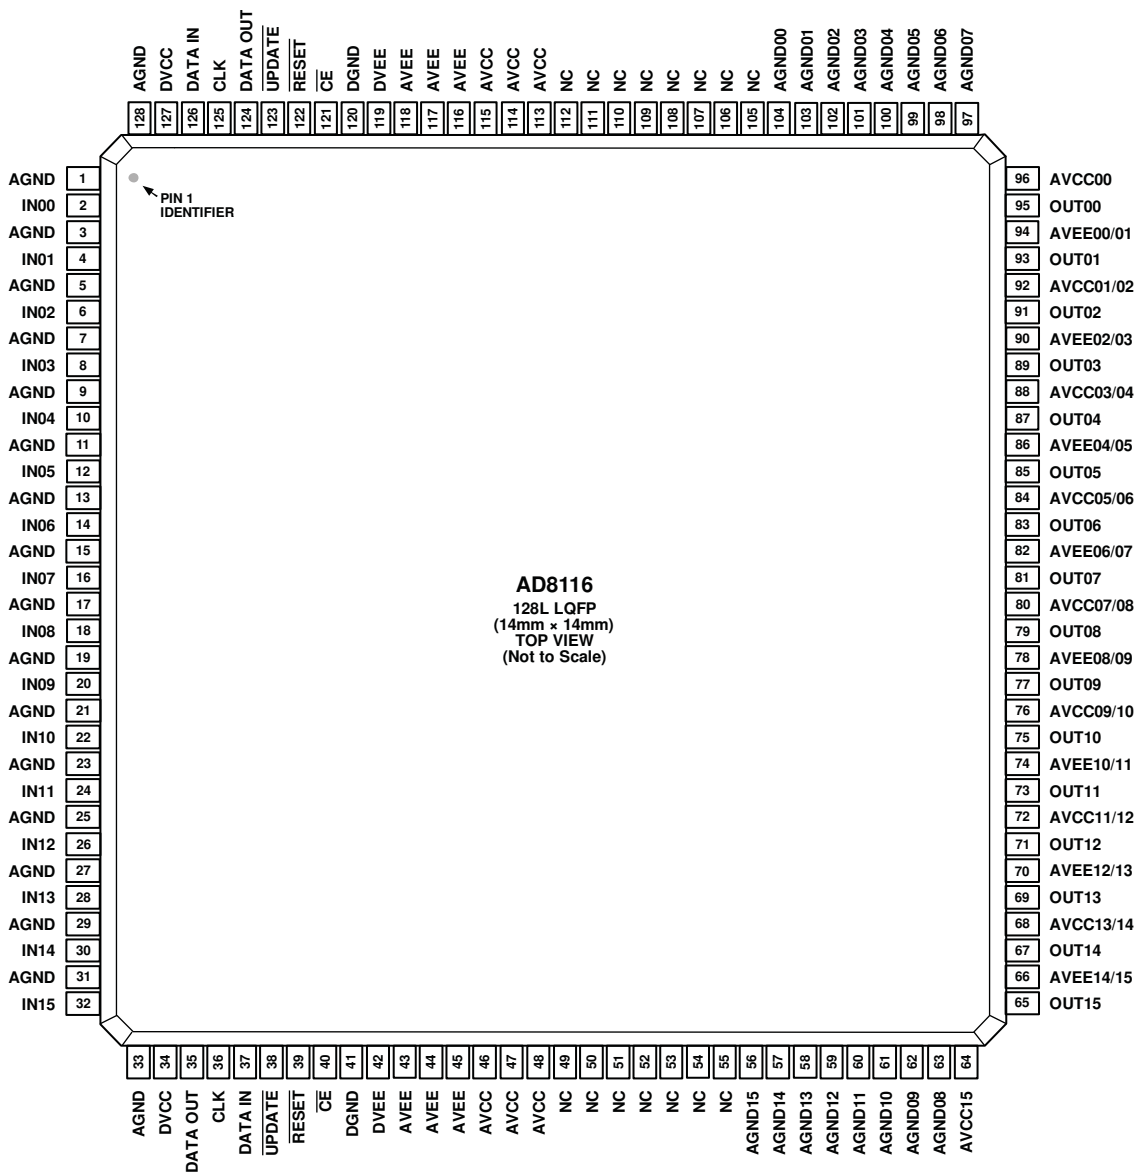 AGND
DVCC
DATA IN
CLK
DATA OUT
UPDATE
RESET
CE
DGND
DVEE
AVEE
AVEE
AVEE
AVCC
AVCC
AVCC
NC
NC
NC
NC
NC
NC
NC
NC
AGND00
AGND01
AGND02
AGND03
AGND04
AGND05
AGND06
AGND07
128
127
126
125
124
123
122
121
120
119
118
117
116
115
114
113
112
111
110
109
108
107
106
105
104
103
102
101
100
99
98
97
AGND 1
IN00 2
AGND 3
IN01 4
AGND 5
IN02 6
AGND 7
IN03 8
AGND 9
IN04 10
AGND 11
IN05 12
AGND 13
IN06 14
AGND 15
IN07 16
AGND 17
IN08 18
AGND 19
IN09 20
AGND 21
IN10 22
AGND 23
IN11 24
AGND 25
IN12 26
AGND 27
IN13 28
AGND 29
IN14 30
AGND 31
IN15 32
PIN 1
IDENTIFIER
AD8116
128L LQFP
(14mm × 14mm)
TOP VIEW
(Not to Scale)
96 AVCC00
95 OUT00
94 AVEE00/01
93 OUT01
92 AVCC01/02
91 OUT02
90 AVEE02/03
89 OUT03
88 AVCC03/04
87 OUT04
86 AVEE04/05
85 OUT05
84 AVCC05/06
83 OUT06
82 AVEE06/07
81 OUT07
80 AVCC07/08
79 OUT08
78 AVEE08/09
77 OUT09
76 AVCC09/10
75 OUT10
74 AVEE10/11
73 OUT11
72 AVCC11/12
71 OUT12
70 AVEE12/13
69 OUT13
68 AVCC13/14
67 OUT14
66 AVEE14/15
65 OUT15
33
34
35
36
37
38
39
40
41
42
43
44
45
46
47
48
49
50
51
52
53
54
55
56
57
58
59
60
61
62
63
64
AGND
DVCC
DATA OUT
CLK
DATA IN
UPDATE
RESET
CE
DGND
DVEE
AVEE
AVEE
AVEE
AVCC
AVCC
AVCC
NC
NC
NC
NC
NC
NC
NC
AGND15
AGND14
AGND13
AGND12
AGND11
AGND10
AGND09
AGND08
AVCC15